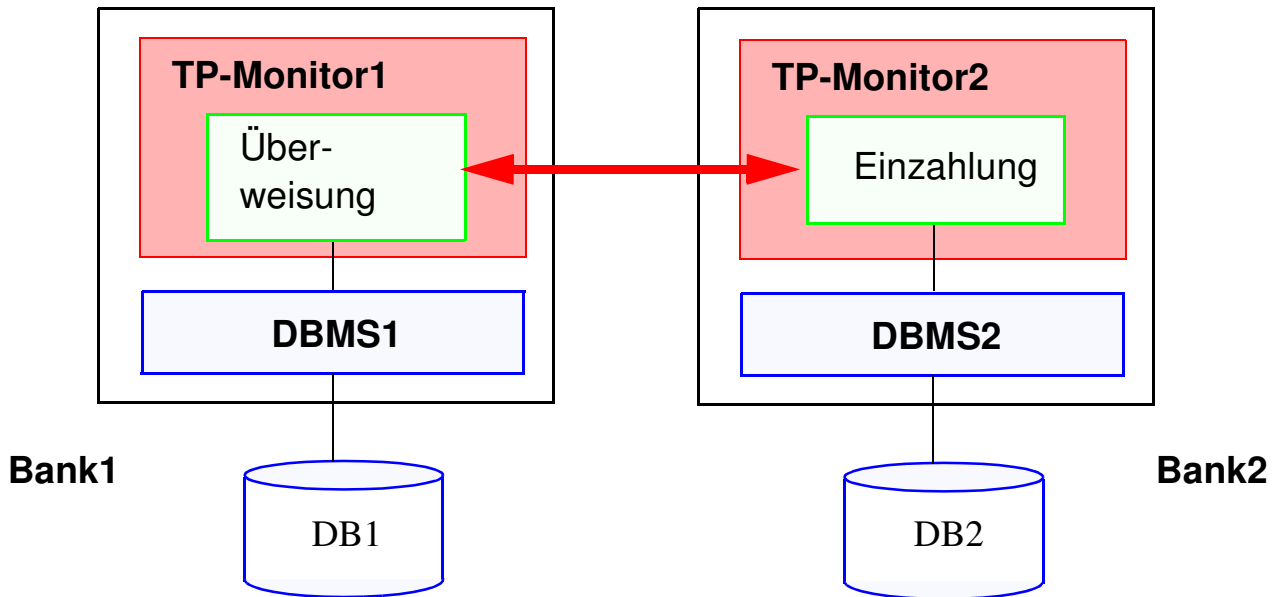 TP-Monitor1
Über-
weisung
DBMS1
Bank1
DB1
TP-Monitor2
Einzahlung
DBMS2
Bank2
DB2